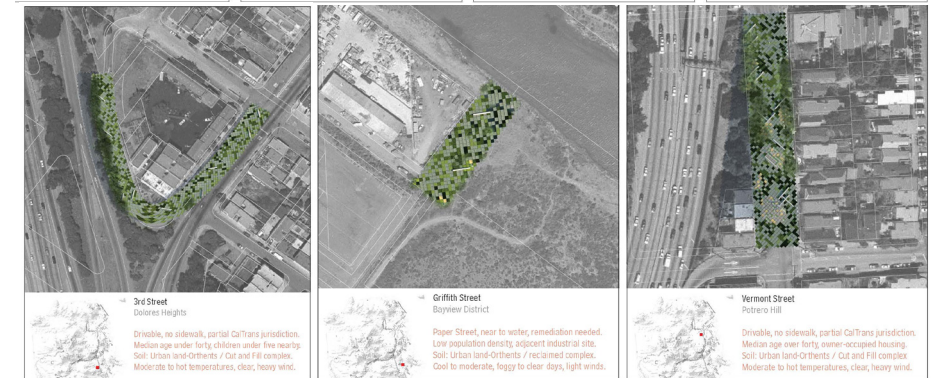 3rd Street
Dolores Heights
Drivable, no sidewalk, partial CalTrans jurisdiction.
Median age under forty, children under five nearby.
Soil: Urban land-Orthents / Cut and Fill complex.
Moderate to hot temperatures, clear, heavy wind.
Griffith Street
Bayview District
Paper Street, near to water, remediation needed.
Low population density, adjacent industrial site.
Soil: Urban land-Orthents / reclaimed complex.
Cool to moderate, foggy to clear days, light winds.
Vermont Street
Potrero Hill
Drivable, no sidewalk, partial CalTrans jurisdiction.
Median age over forty, owner-occupied housing.
Soil: Urban land-Orthents / Cut and Fill complex.
Moderate to hot temperatures, clear, heavy wind.